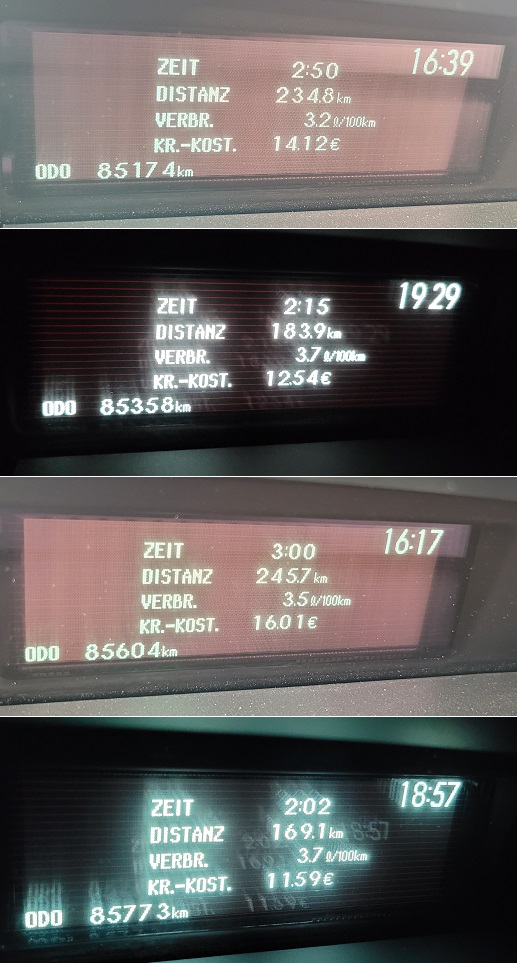 16:39
ZEIT 2:50
DISTANZ 234.8 km
VERBR. 3.2 ℓ/100km
KR.-KOST. 14.12 €
ODO 85174 km
19:29
ZEIT 2:15
DISTANZ 183.9 km
VERBR. 3.7 ℓ/100km
KR.-KOST. 12.54 €
ODO 85358 km
16:17
ZEIT 3:00
DISTANZ 245.7 km
VERBR. 3.5 ℓ/100km
KR.-KOST. 16.01 €
ODO 85604 km
18:57
ZEIT 2:02
DISTANZ 169.1 km
VERBR. 3.7 ℓ/100km
KR.-KOST. 11.59 €
ODO 85773 km